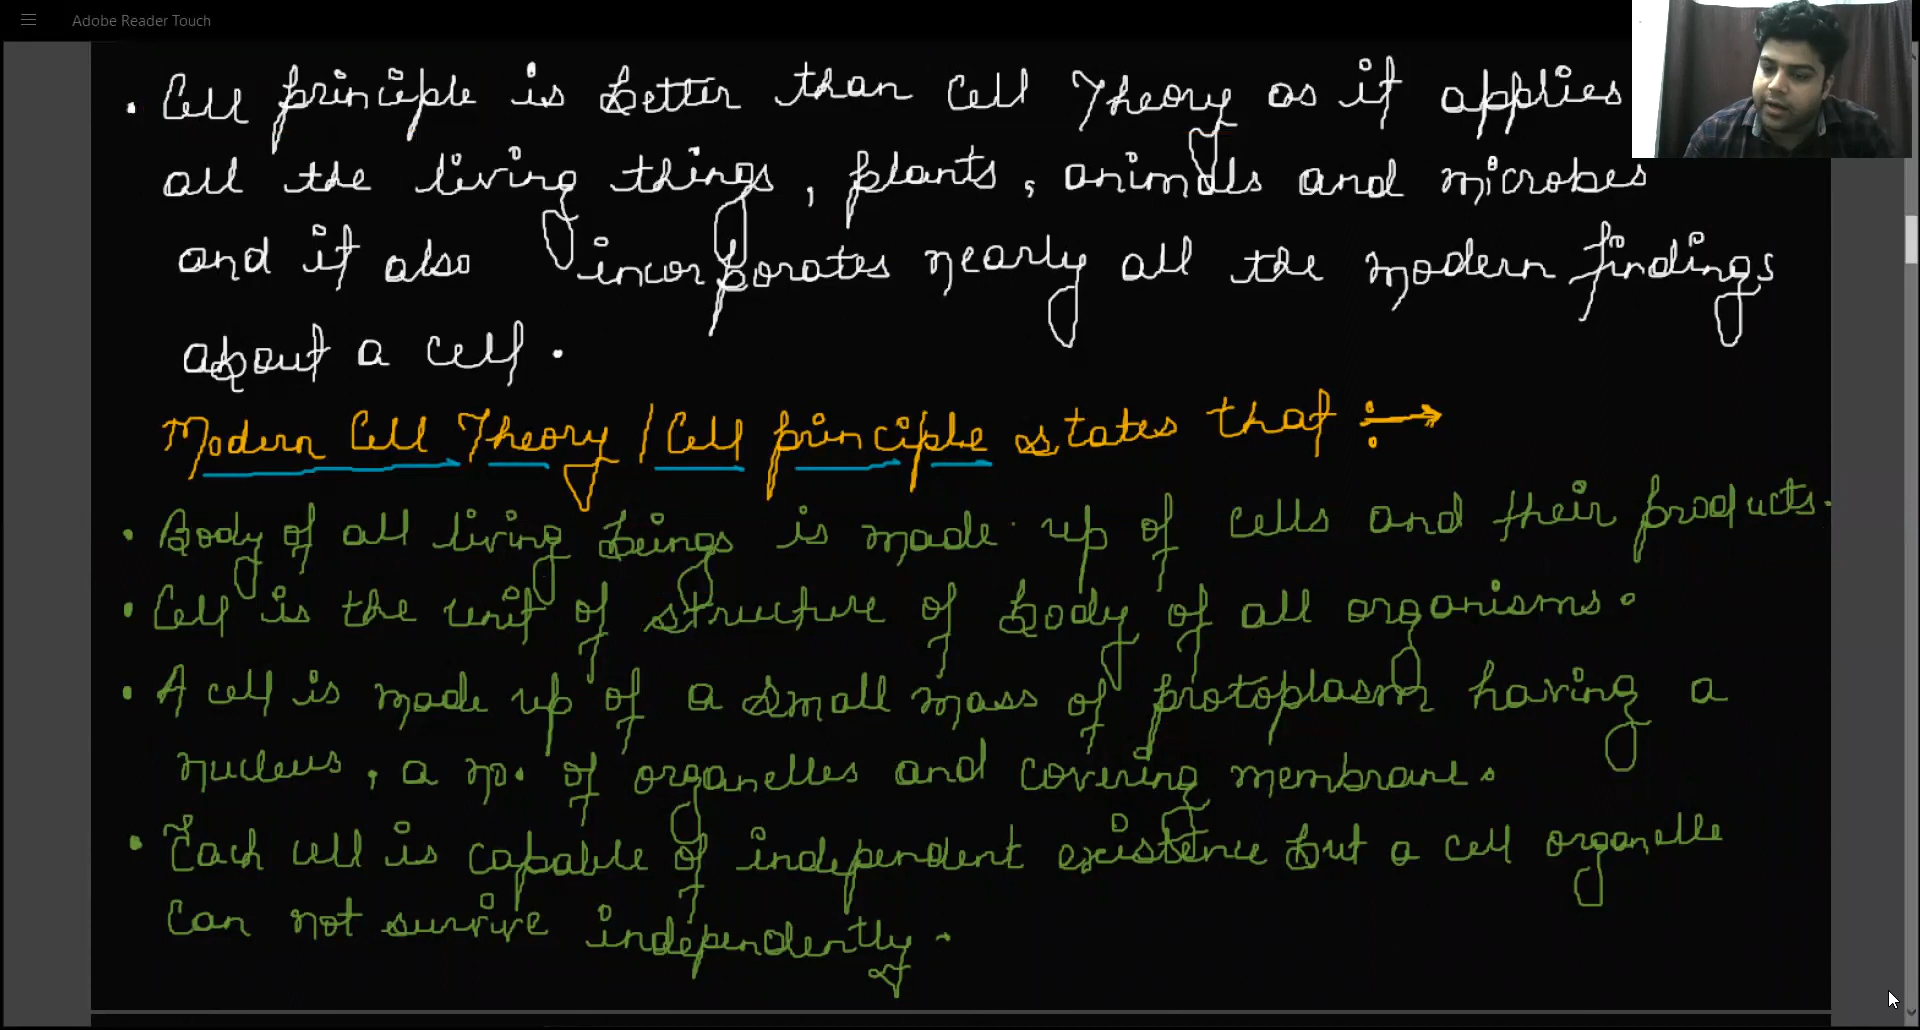 Adobe Reader Touch
• Cell principle is better than Cell Theory as it applies
all the living things, plants, animals and microbes
and it also incorporates nearly all the modern findings
about a cell.
Modern Cell Theory / Cell principle states that ÷→
• Body of all living beings is made up of cells and their products.
• Cell is the unit of structure of body of all organisms.
• A cell is made up of a small mass of protoplasm having a
nucleus, a no. of organelles and covering membrane.
• Each cell is capable of independent existence but a cell organelle
can not survive independently.